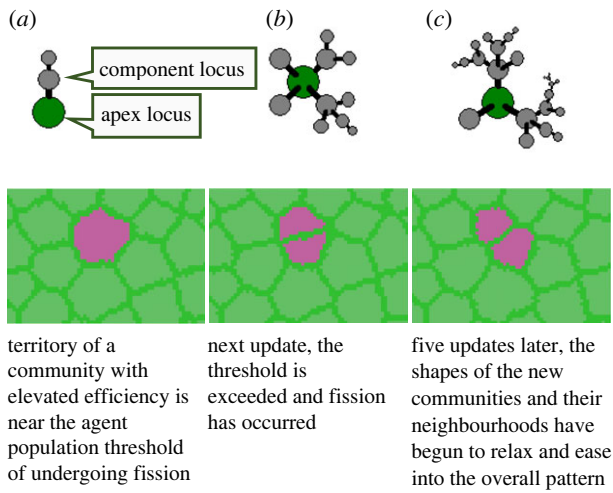 (a)
(b)
(c)
component locus
apex locus
territory of a
community with
elevated efficiency is
near the agent
population threshold
of undergoing fission
next update, the
threshold is
exceeded and fission
has occurred
five updates later, the
shapes of the new
communities and their
neighbourhoods have
begun to relax and ease
into the overall pattern